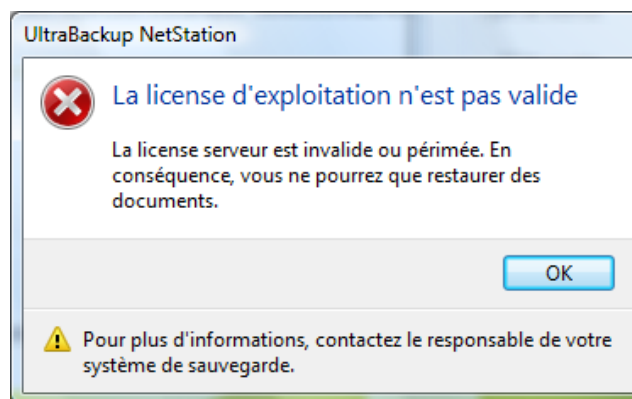 UltraBackup NetStation
La license d'exploitation n'est pas valide
La license serveur est invalide ou périmée. En
conséquence, vous ne pourrez que restaurer des
documents.
OK
Pour plus d'informations, contactez le responsable de votre
système de sauvegarde.